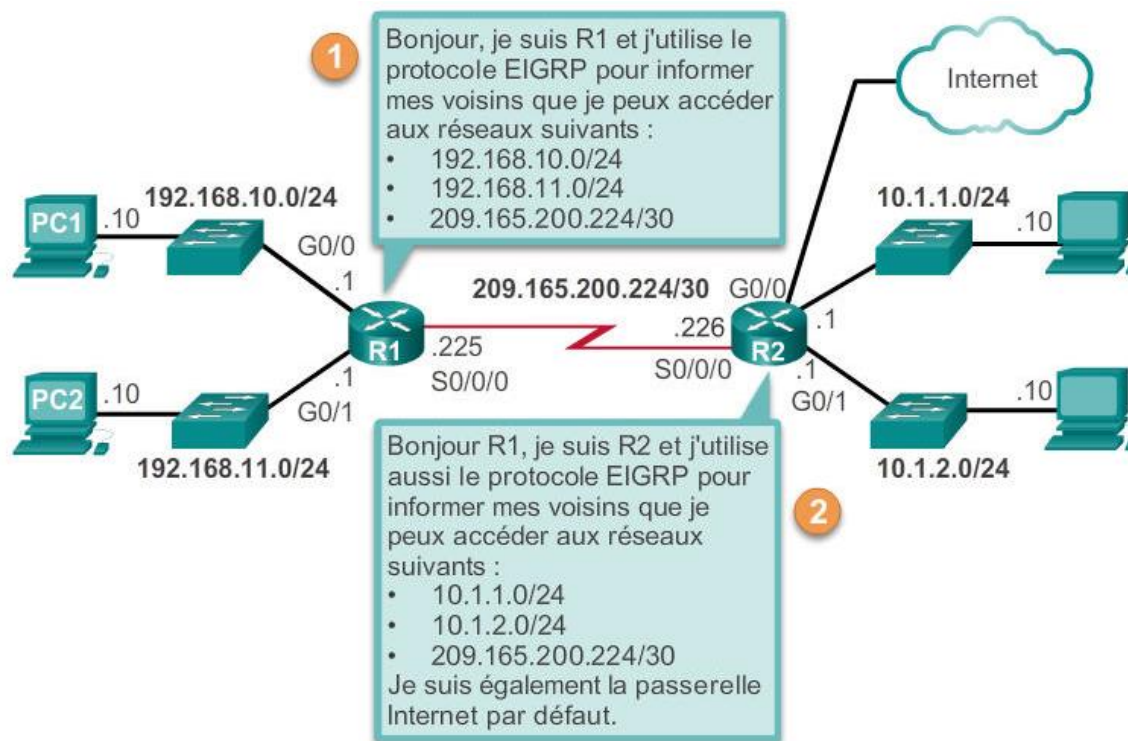 1
Bonjour, je suis R1 et j'utilise le
protocole EIGRP pour informer
mes voisins que je peux accéder
aux réseaux suivants :
• 192.168.10.0/24
• 192.168.11.0/24
• 209.165.200.224/30
Internet
192.168.10.0/24
10.1.1.0/24
PC1
.10
.10
G0/0
.1
209.165.200.224/30
G0/0
.1
R1
.225
S0/0/0
.226
S0/0/0
R2
.1
G0/1
.1
G0/1
PC2
.10
.10
192.168.11.0/24
10.1.2.0/24
Bonjour R1, je suis R2 et j'utilise
aussi le protocole EIGRP pour
informer mes voisins que je
peux accéder aux réseaux
suivants :
• 10.1.1.0/24
• 10.1.2.0/24
• 209.165.200.224/30
Je suis également la passerelle
Internet par défaut.
2